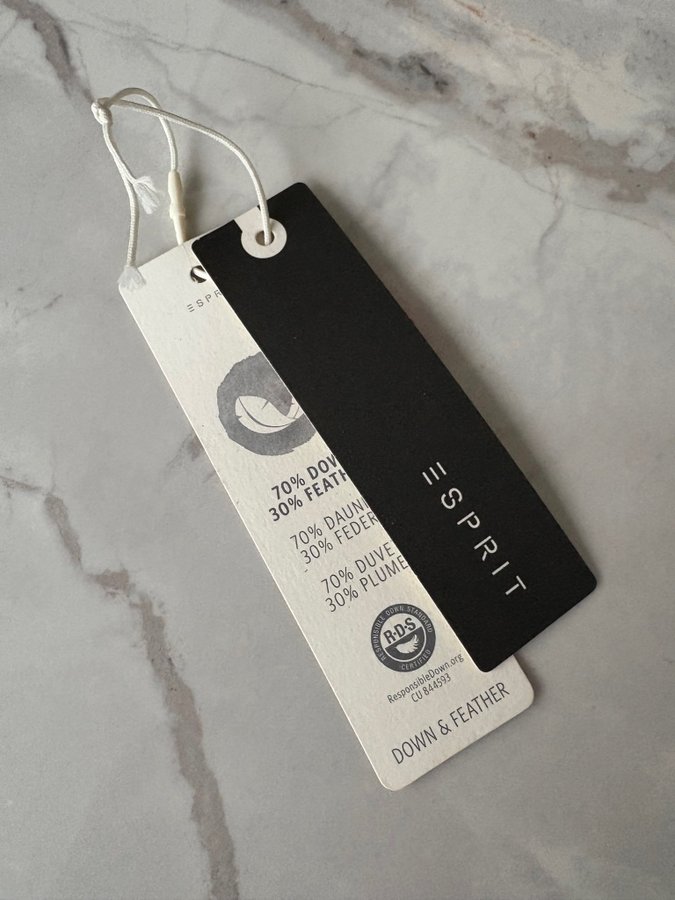 ESPR
70% DOW
30% FEATH
70% DAUN
30% FEDER
70% DUVE
30% PLUME
RESPONSIBLE DOWN STANDARD
R·D·S
CERTIFIED
ResponsibleDown.org
CU 844593
DOWN & FEATHER
ESPRIT